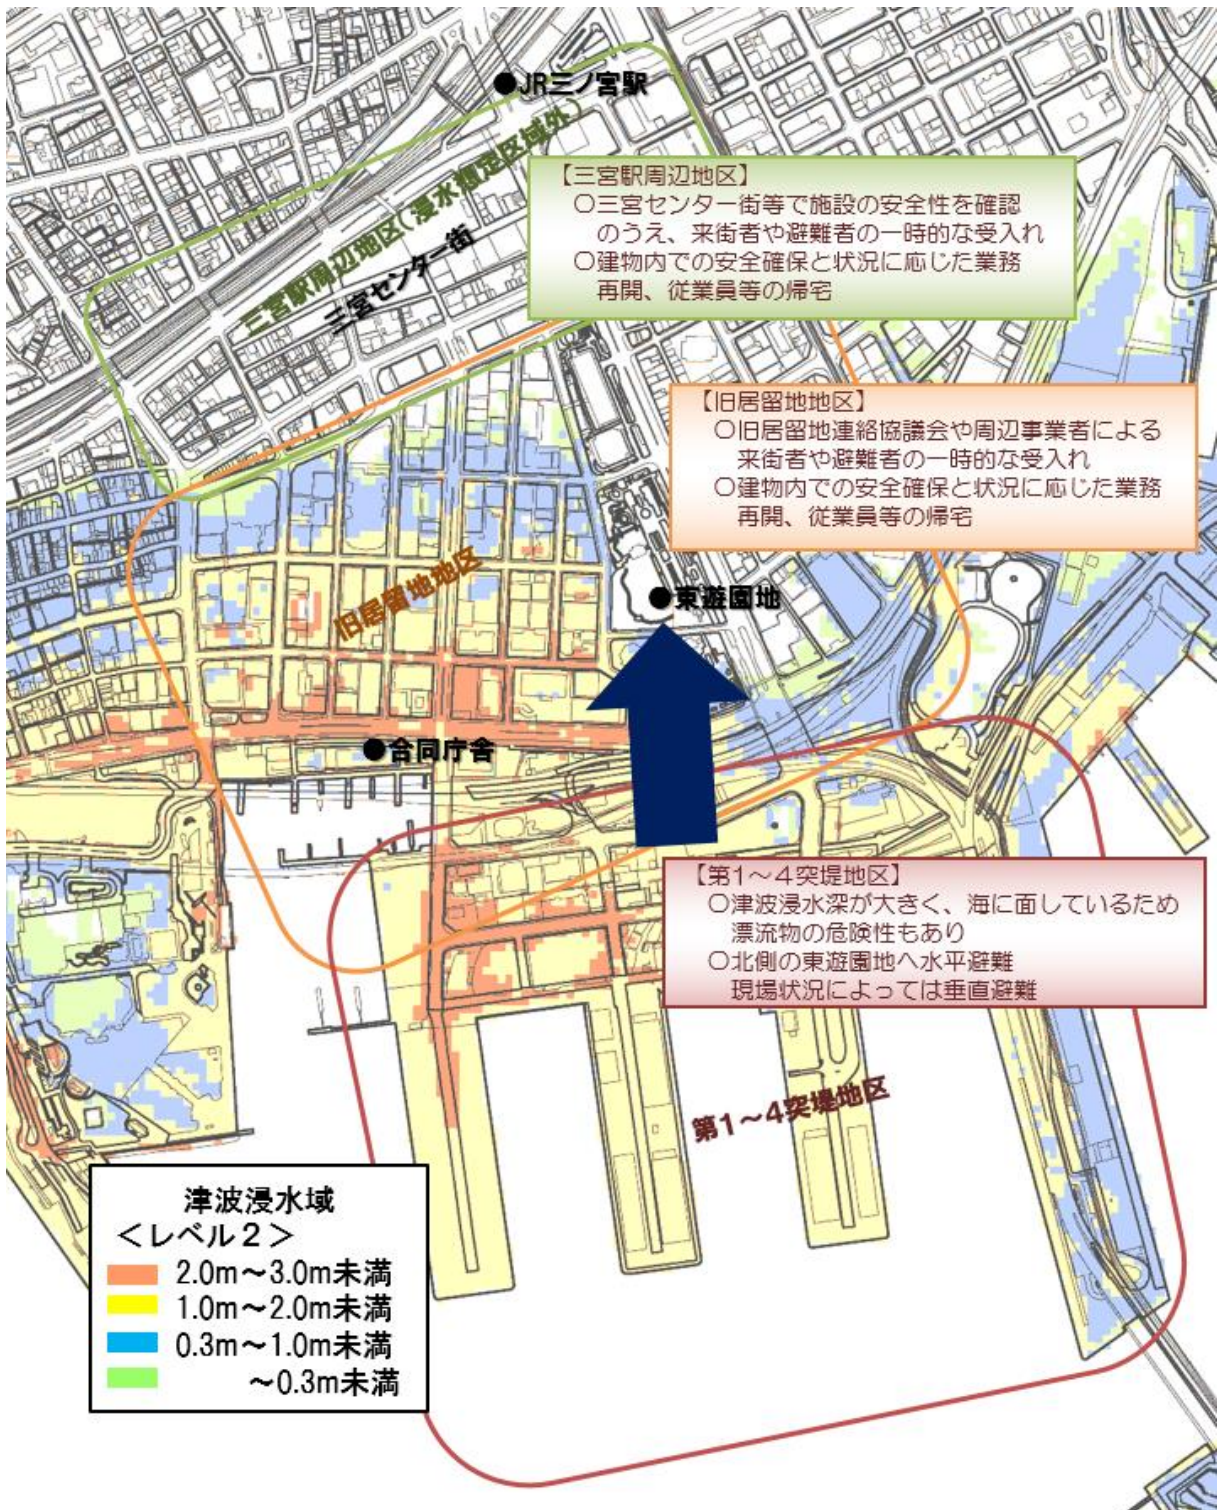 ●JR三ノ宮駅
三宮駅周辺地区(浸水想定区域外)
三宮センター街
【三宮駅周辺地区】
○三宮センター街等で施設の安全性を確認
のうえ、来街者や避難者の一時的な受入れ
○建物内での安全確保と状況に応じた業務
再開、従業員等の帰宅
【旧居留地地区】
○旧居留地連絡協議会や周辺事業者による
来街者や避難者の一時的な受入れ
○建物内での安全確保と状況に応じた業務
再開、従業員等の帰宅
旧居留地地区
●東遊園地
●合同庁舎
【第1～4突堤地区】
○津波浸水深が大きく、海に面しているため
漂流物の危険性もあり
○北側の東遊園地へ水平避難
現場状況によっては垂直避難
第1～4突堤地区
津波浸水域
＜レベル２＞
2.0m～3.0m未満
1.0m～2.0m未満
0.3m～1.0m未満
～0.3m未満